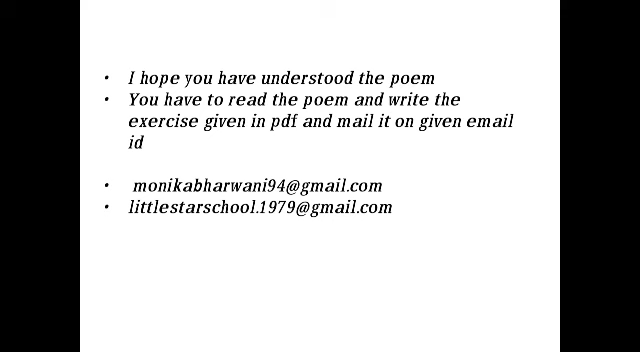 • I hope you have understood the poem
• You have to read the poem and write the
exercise given in pdf and mail it on given email
id
• monikabharwani94@gmail.com
• littlestarschool.1979@gmail.com